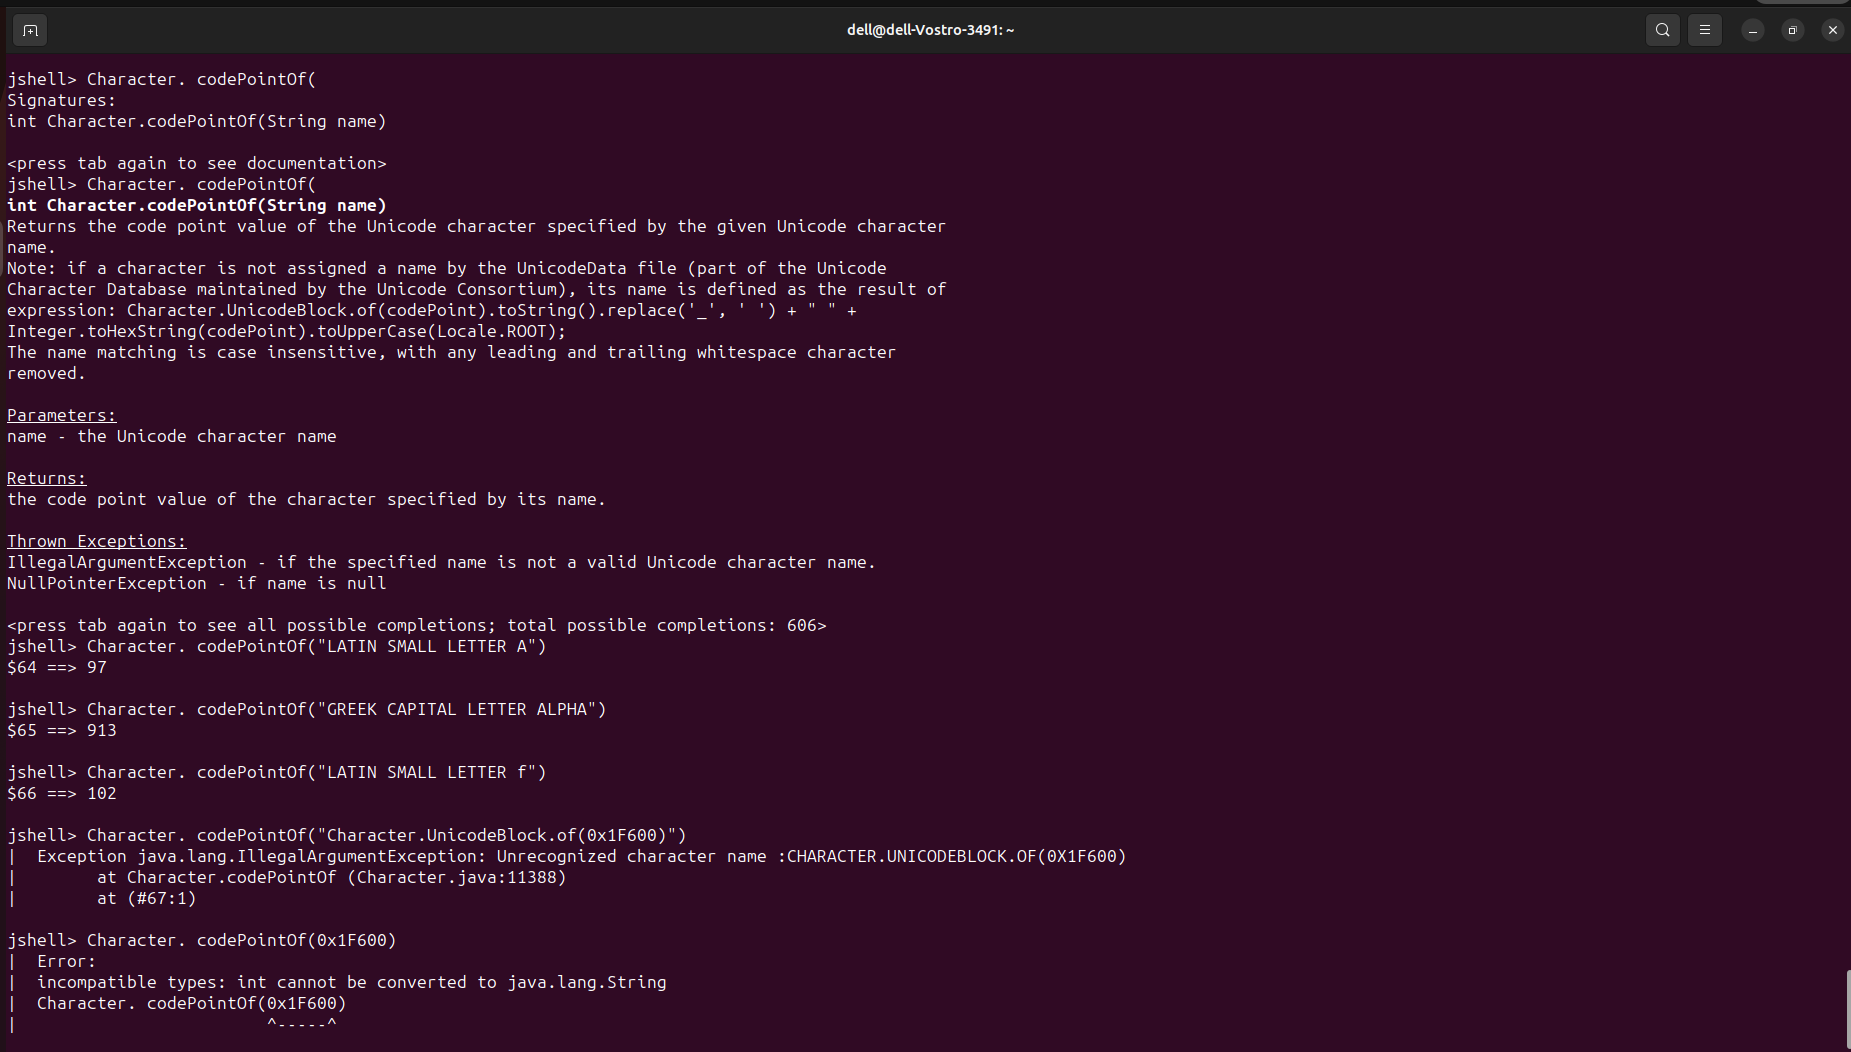 dell@dell-Vostro-3491: ~
jshell> Character. codePointOf(
Signatures:
int Character.codePointOf(String name)
<press tab again to see documentation>
jshell> Character. codePointOf(
int Character.codePointOf(String name)
Returns the code point value of the Unicode character specified by the given Unicode character
name.
Note: if a character is not assigned a name by the UnicodeData file (part of the Unicode
Character Database maintained by the Unicode Consortium), its name is defined as the result of
expression: Character.UnicodeBlock.of(codePoint).toString().replace('_', ' ') + " " +
Integer.toHexString(codePoint).toUpperCase(Locale.ROOT);
The name matching is case insensitive, with any leading and trailing whitespace character
removed.
Parameters:
name - the Unicode character name
Returns:
the code point value of the character specified by its name.
Thrown Exceptions:
IllegalArgumentException - if the specified name is not a valid Unicode character name.
NullPointerException - if name is null
<press tab again to see all possible completions; total possible completions: 606>
jshell> Character. codePointOf("LATIN SMALL LETTER A")
$64 ==> 97
jshell> Character. codePointOf("GREEK CAPITAL LETTER ALPHA")
$65 ==> 913
jshell> Character. codePointOf("LATIN SMALL LETTER f")
$66 ==> 102
jshell> Character. codePointOf("Character.UnicodeBlock.of(0x1F600)")
|  Exception java.lang.IllegalArgumentException: Unrecognized character name :CHARACTER.UNICODEBLOCK.OF(0X1F600)
|        at Character.codePointOf (Character.java:11388)
|        at (#67:1)
jshell> Character. codePointOf(0x1F600)
|  Error:
|  incompatible types: int cannot be converted to java.lang.String
|  Character. codePointOf(0x1F600)
|                         ^-----^